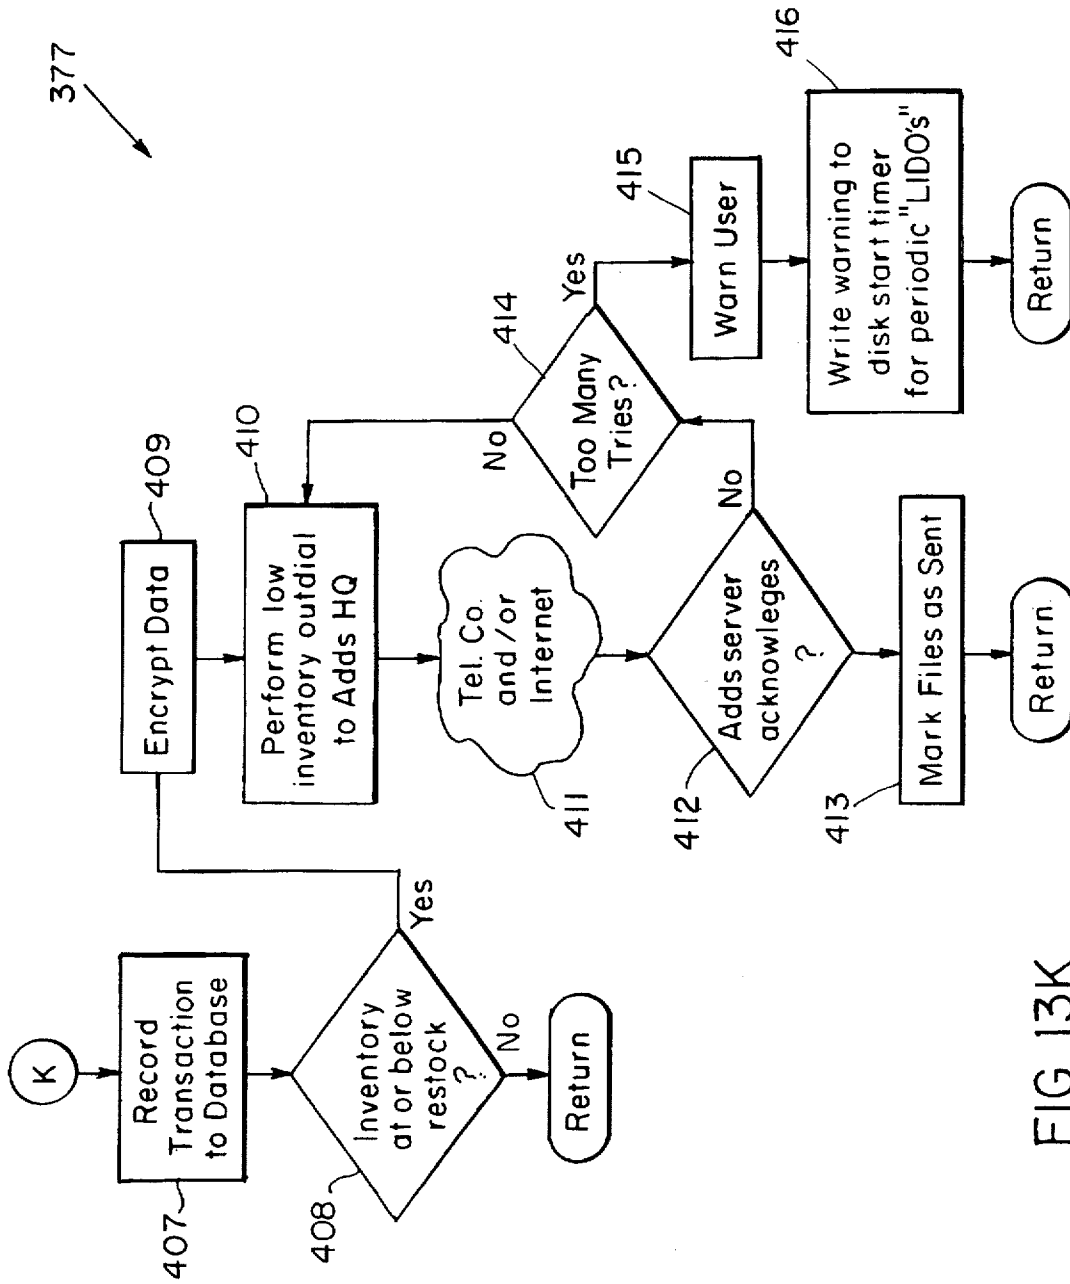 377
K
Record
Transaction
to Database
407
Inventory
at or below
restock
?
408
Yes
No
Return
Encrypt Data
409
Perform low
inventory outdial
to Adds HQ
410
Tel. Co.
and/or
Internet
411
Adds server
acknowleges
?
412
No
Mark Files as Sent
413
Return
Too Many
Tries?
414
No
Yes
Warn User
415
Write warning to
disk start timer
for periodic "LIDO's"
416
Return
FIG 13K